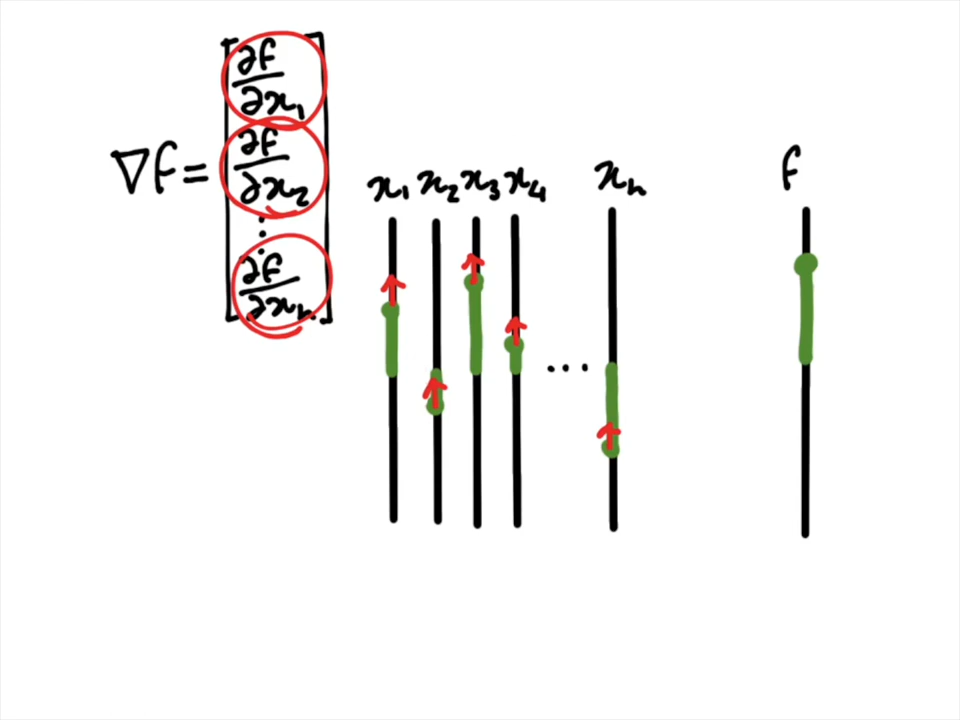 ∇f = [∂f/∂x₁
∂f/∂x₂
⋮
∂f/∂xₙ]
x₁ x₂ x₃ x₄ ... xₙ f